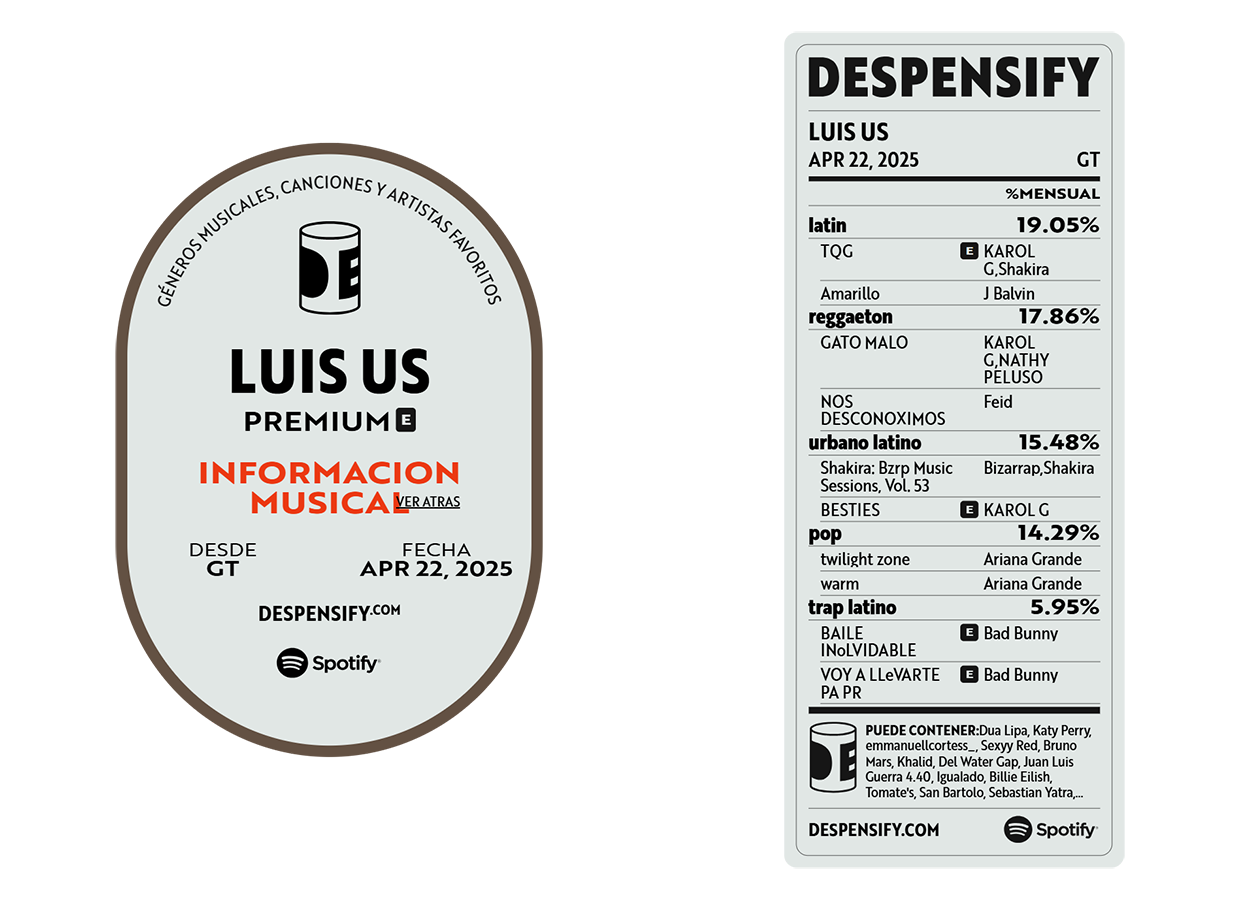 GÉNEROS MUSICALES, CANCIONES Y ARTISTAS FAVORITOS
DE
LUIS US
PREMIUM E
INFORMACION
MUSICAL
VER ATRAS
DESDE
GT
FECHA
APR 22, 2025
DESPENSIFY.COM
Spotify®
DESPENSIFY
LUIS US
APR 22, 2025 GT
%MENSUAL
latin 19.05%
TQG E KAROL
G,Shakira
Amarillo J Balvin
reggaeton 17.86%
GATO MALO KAROL
G,NATHY
PELUSO
NOS Feid
DESCONOXIMOS
urbano latino 15.48%
Shakira: Bzrp Music Bizarrap,Shakira
Sessions, Vol. 53
BESTIES E KAROL G
pop 14.29%
twilight zone Ariana Grande
warm Ariana Grande
trap latino 5.95%
BAILE E Bad Bunny
INoLVIDABLE
VOY A LLeVARTE E Bad Bunny
PA PR
DE
PUEDE CONTENER:Dua Lipa, Katy Perry,
emmanuellcortess_, Sexyy Red, Bruno
Mars, Khalid, Del Water Gap, Juan Luis
Guerra 4.40, Igualado, Billie Eilish,
Tomate's, San Bartolo, Sebastian Yatra,...
DESPENSIFY.COM Spotify®